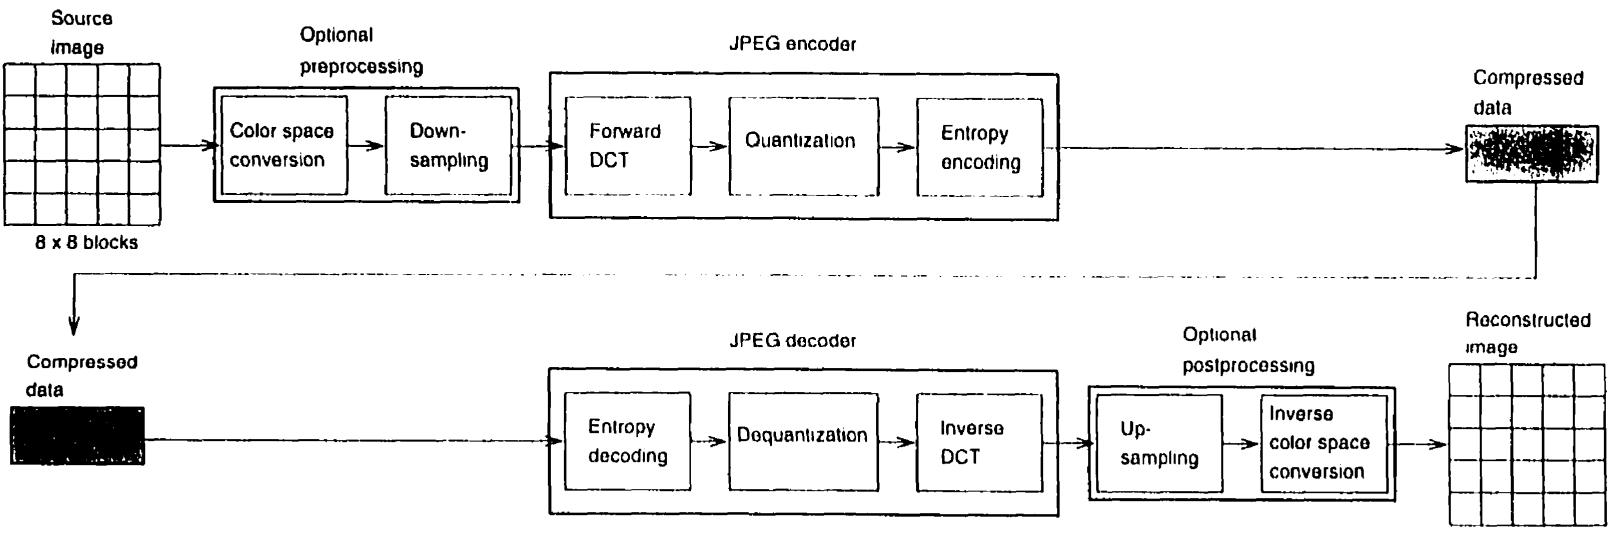 Source
image
8 x 8 blocks
Optional
preprocessing
Color space
conversion
Down-
sampling
JPEG encoder
Forward
DCT
Quantization
Entropy
encoding
Compressed
data
Compressed
data
JPEG decoder
Entropy
decoding
Dequantization
Inverse
DCT
Optional
postprocessing
Up-
sampling
Inverse
color space
conversion
Reconstructed
image